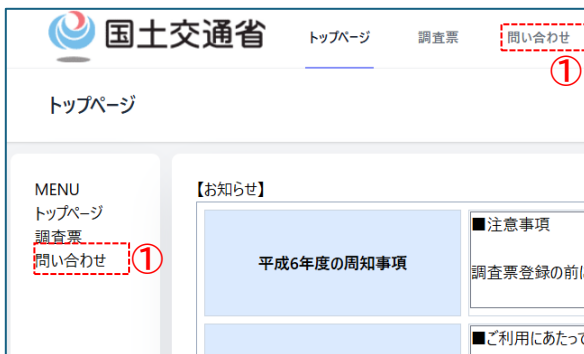 国土交通省 トップページ 調査票 問い合わせ
①
トップページ
MENU
トップページ
調査票
問い合わせ ①
【お知らせ】
平成6年度の周知事項
■注意事項
調査票登録の前
■ご利用にあたって